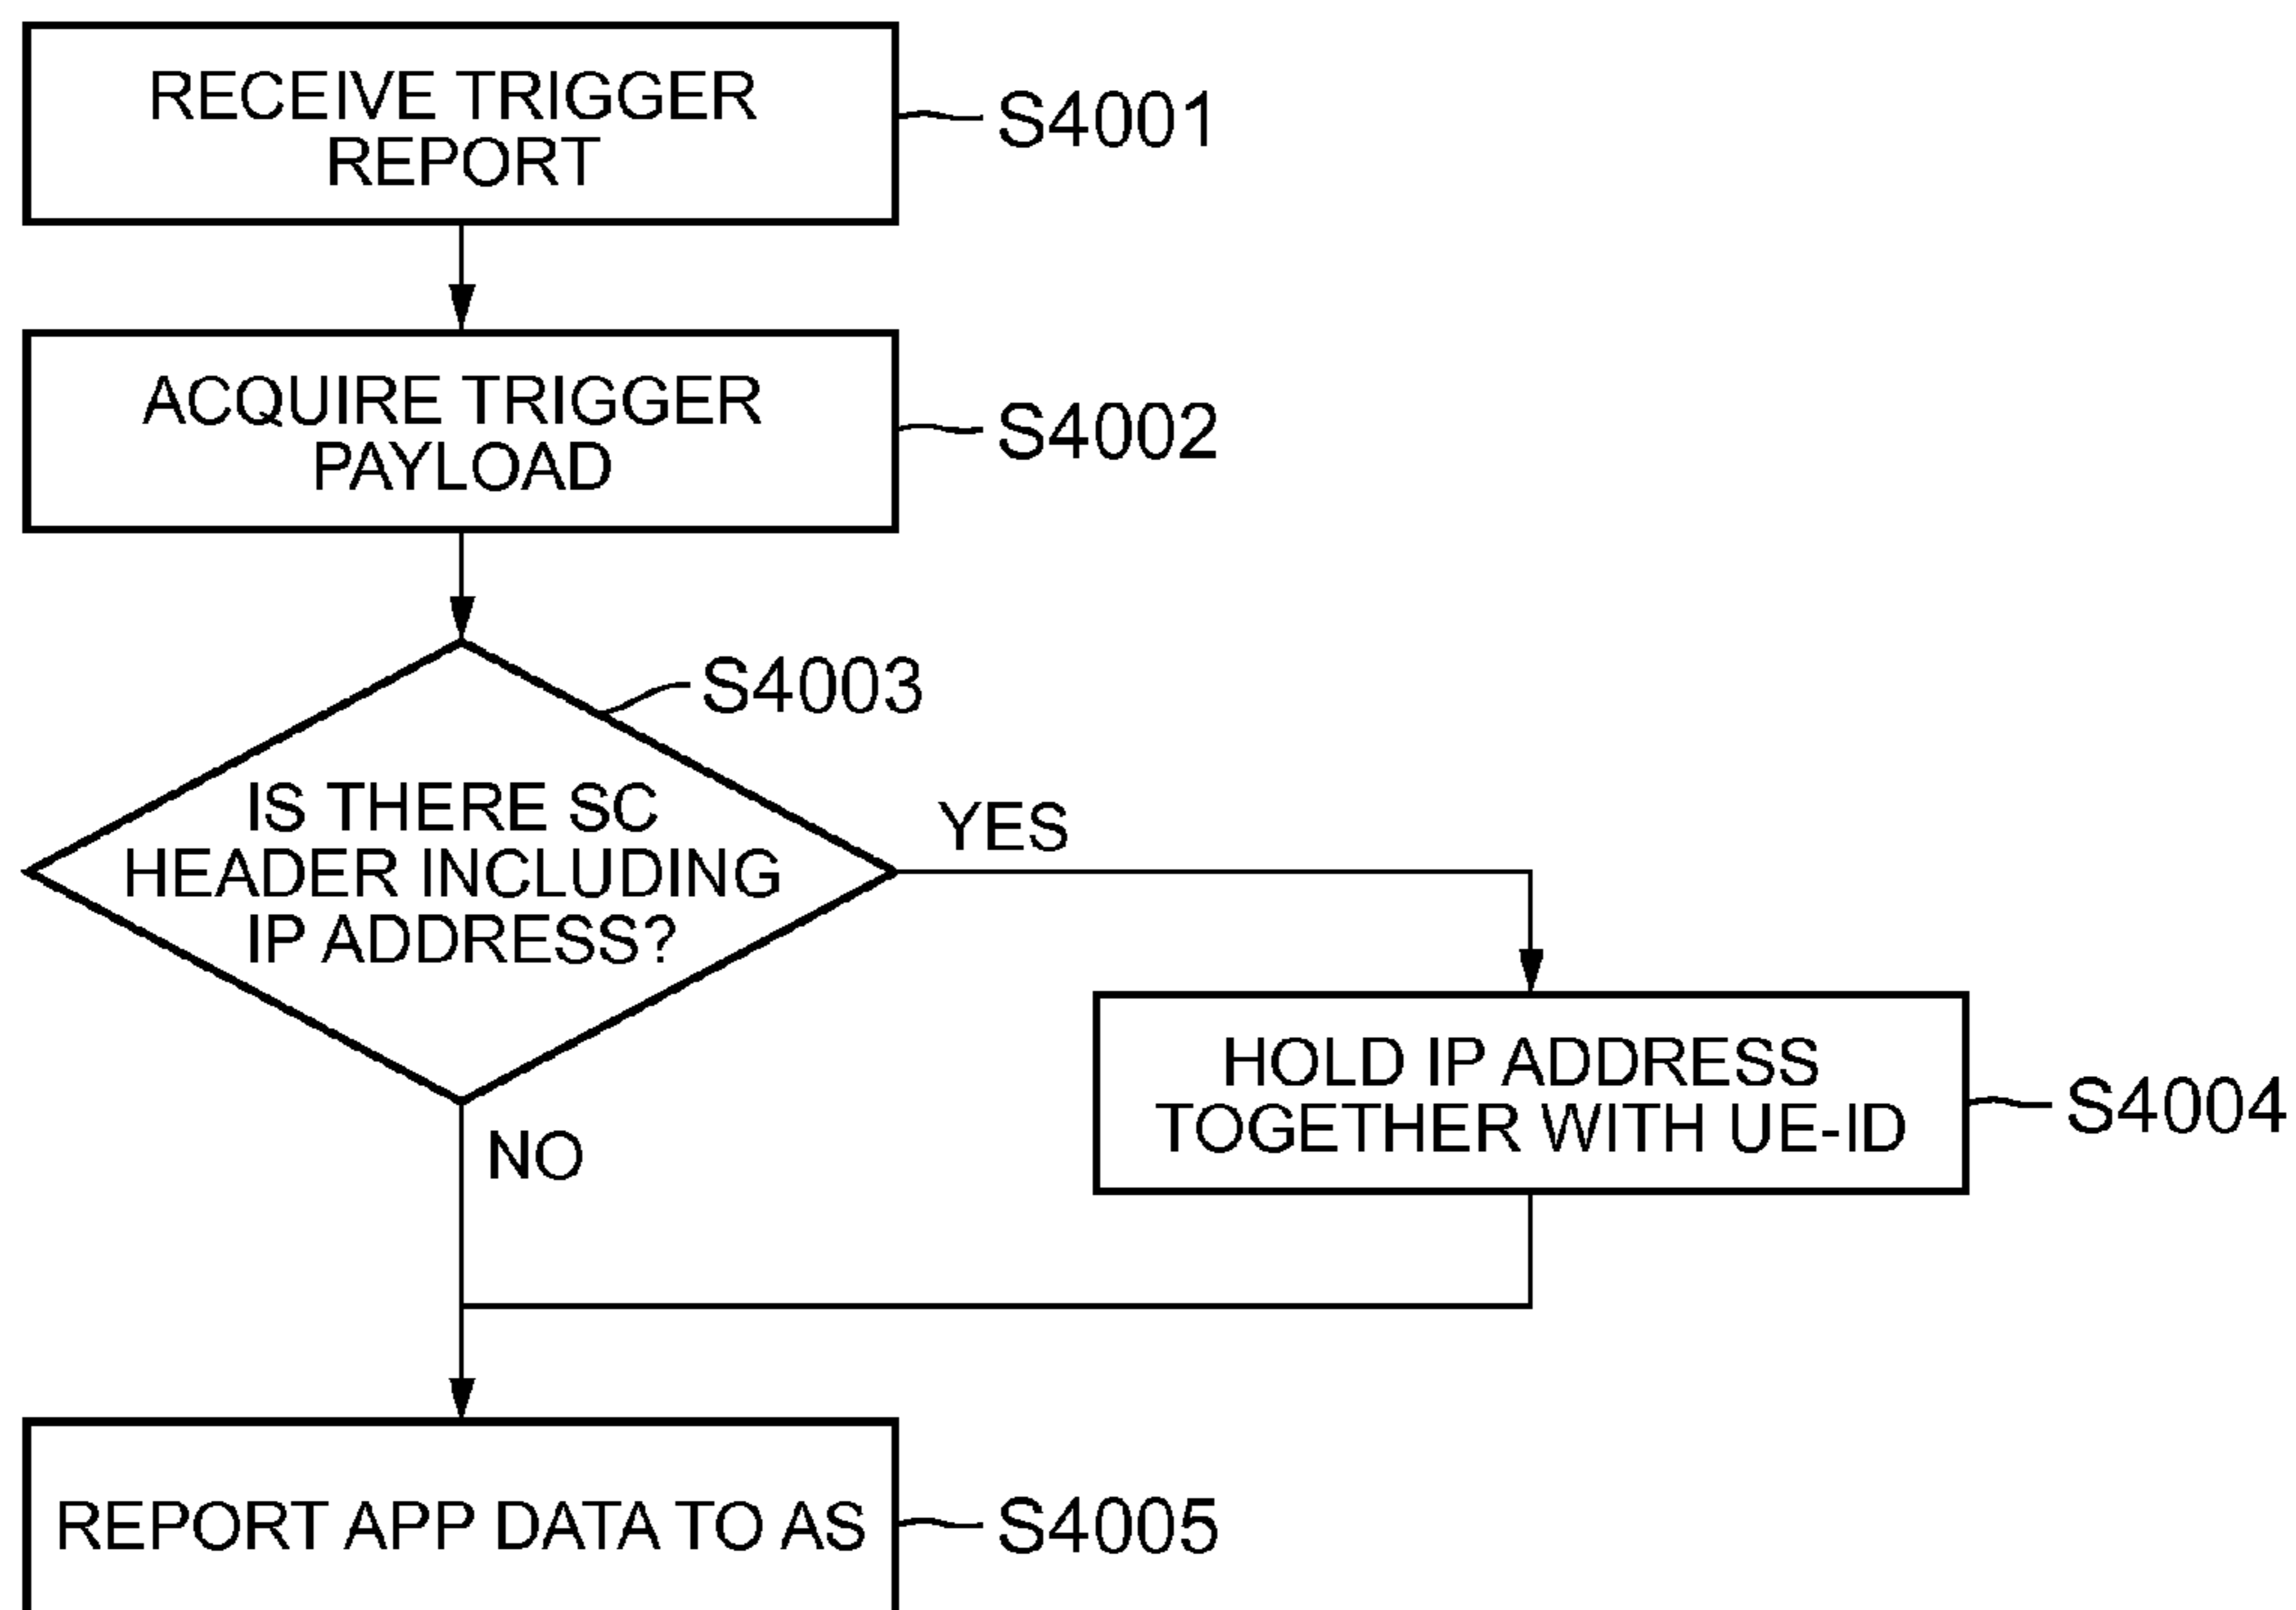 RECEIVE TRIGGER
REPORT
S4001
ACQUIRE TRIGGER
PAYLOAD
S4002
S4003
IS THERE SC
HEADER INCLUDING
IP ADDRESS?
YES
NO
HOLD IP ADDRESS
TOGETHER WITH UE-ID
S4004
REPORT APP DATA TO AS
S4005